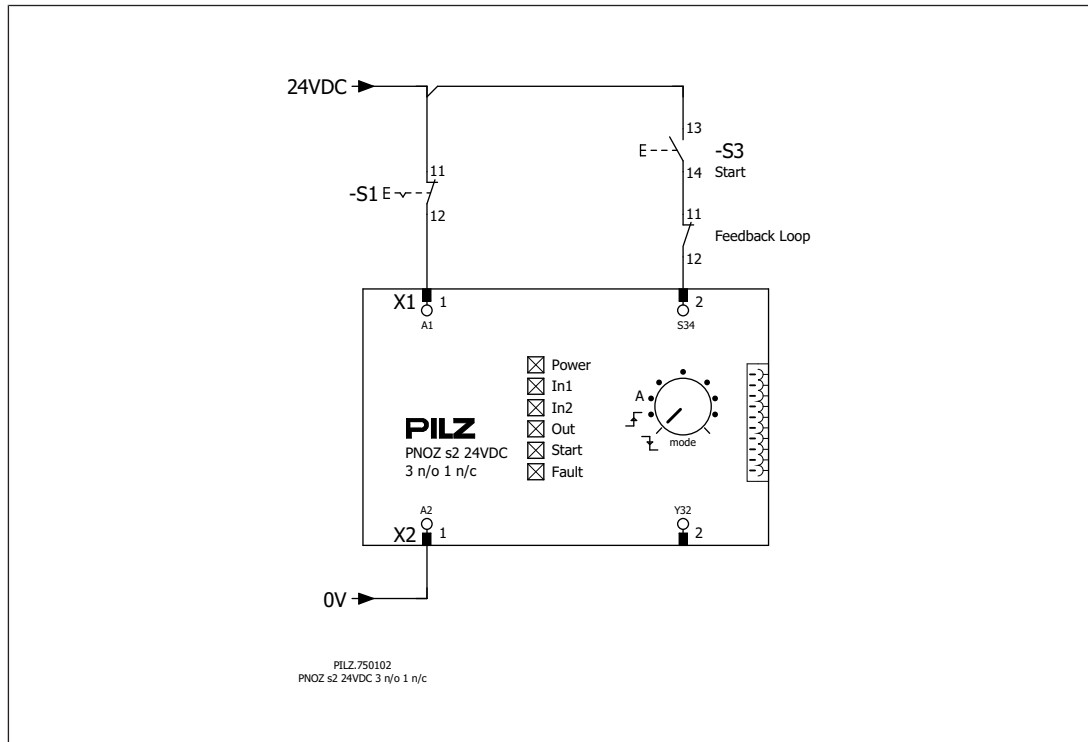 24VDC
13
-S3
14 Start
11
-S1
12
11
Feedback Loop
12
X1 1
2
A1
S34
Power
In1
In2
Out
Start
Fault
A
mode
PILZ
PNOZ s2 24VDC
3 n/o 1 n/c
A2
Y32
X2 1
2
0V
PILZ.750102
PNOZ s2 24VDC 3 n/o 1 n/c